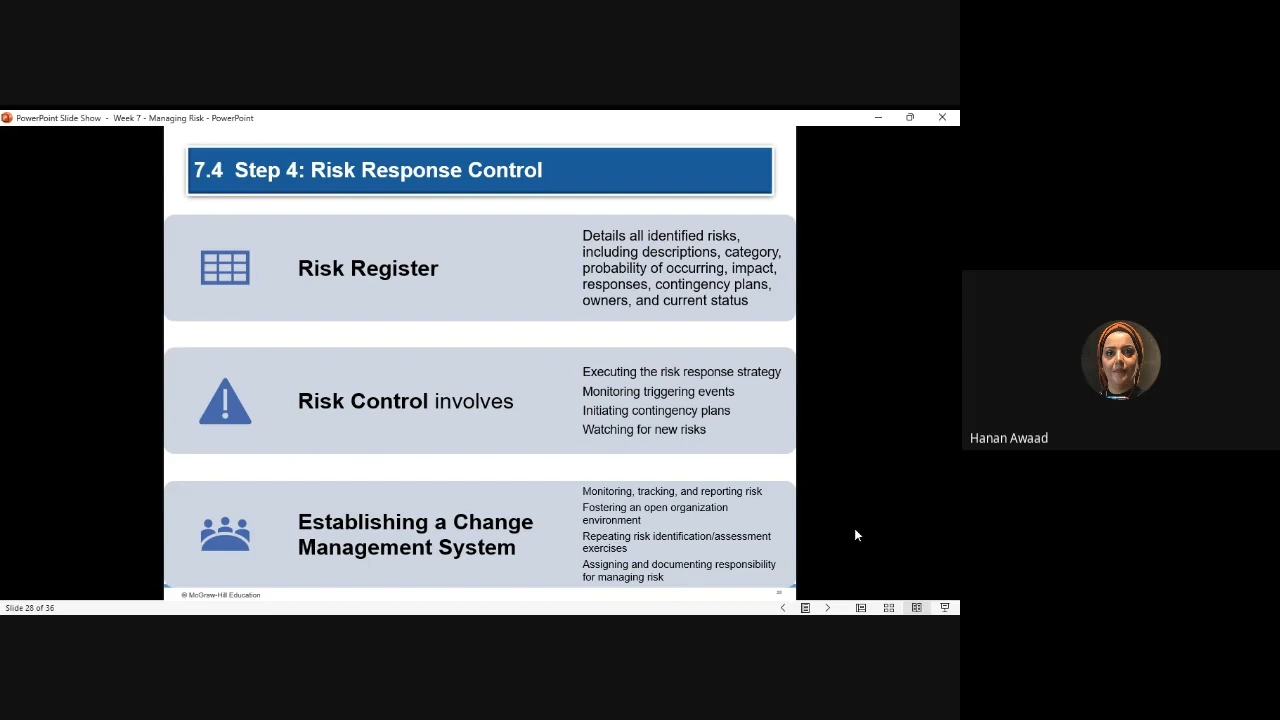 PowerPoint Slide Show - Week 7 - Managing Risk - PowerPoint
7.4 Step 4: Risk Response Control
Risk Register
Details all identified risks,
including descriptions, category,
probability of occurring, impact,
responses, contingency plans,
owners, and current status
Risk Control involves
Executing the risk response strategy
Monitoring triggering events
Initiating contingency plans
Watching for new risks
Establishing a Change
Management System
Monitoring, tracking, and reporting risk
Fostering an open organization
environment
Repeating risk identification/assessment
exercises
Assigning and documenting responsibility
for managing risk
© McGraw-Hill Education
Slide 28 of 36
Hanan Awaad